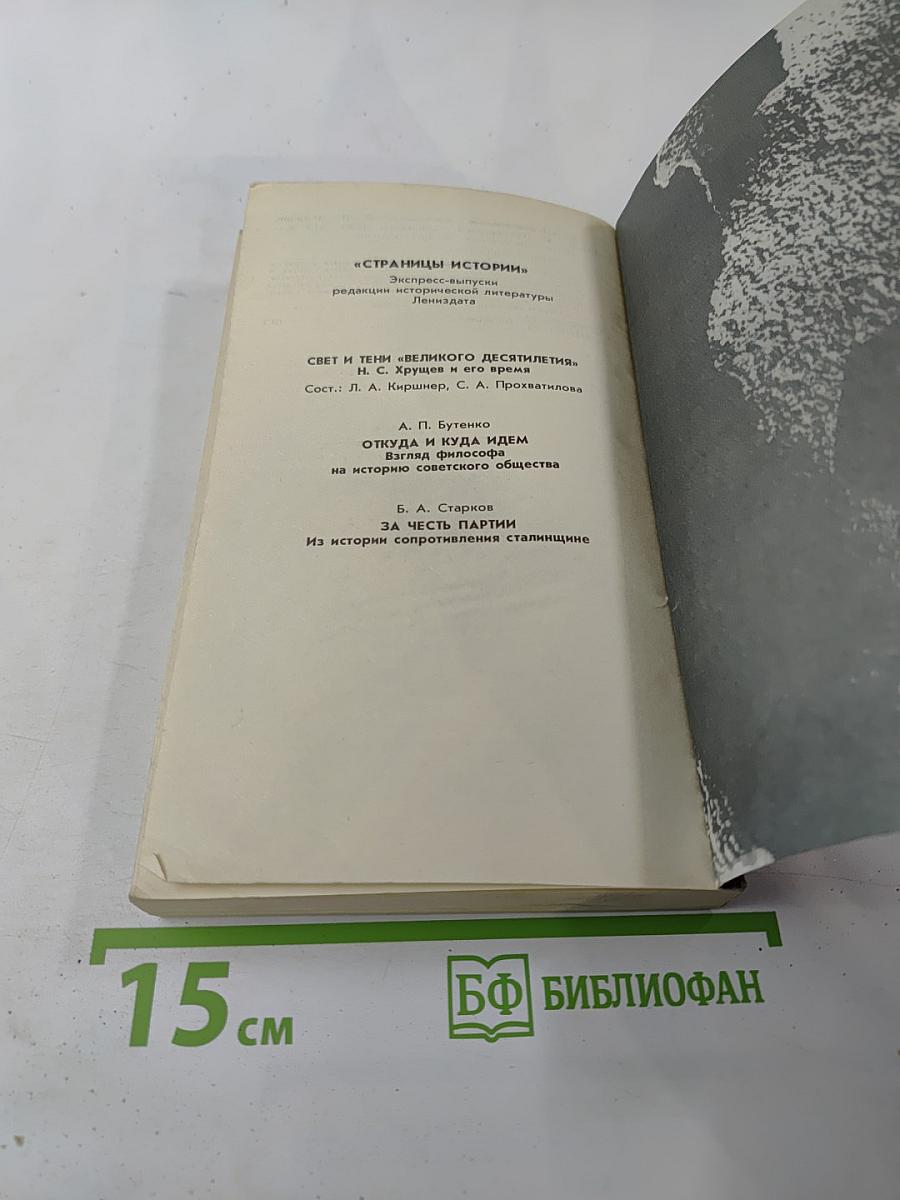 «СТРАНИЦЫ ИСТОРИИ»
Экспресс-выпуски
редакции исторической литературы
Лениздата
СВЕТ И ТЕНИ «ВЕЛИКОГО ДЕСЯТИЛЕТИЯ»
Н. С. Хрущев и его время
Сост.: Л. А. Киршнер, С. А. Прохватилова
А. П. Бутенко
ОТКУДА И КУДА ИДЕМ
Взгляд философа
на историю советского общества
Б. А. Старков
ЗА ЧЕСТЬ ПАРТИИ
Из истории сопротивления сталинщине
15 см
БФ БИБЛИОФАН